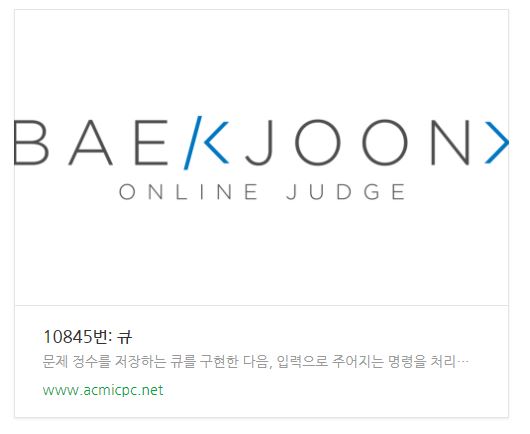 BAEKJOON
ONLINE JUDGE
10845번: 큐
문제 정수를 저장하는 큐를 구현한 다음, 입력으로 주어지는 명령을 처리…
www.acmicpc.net